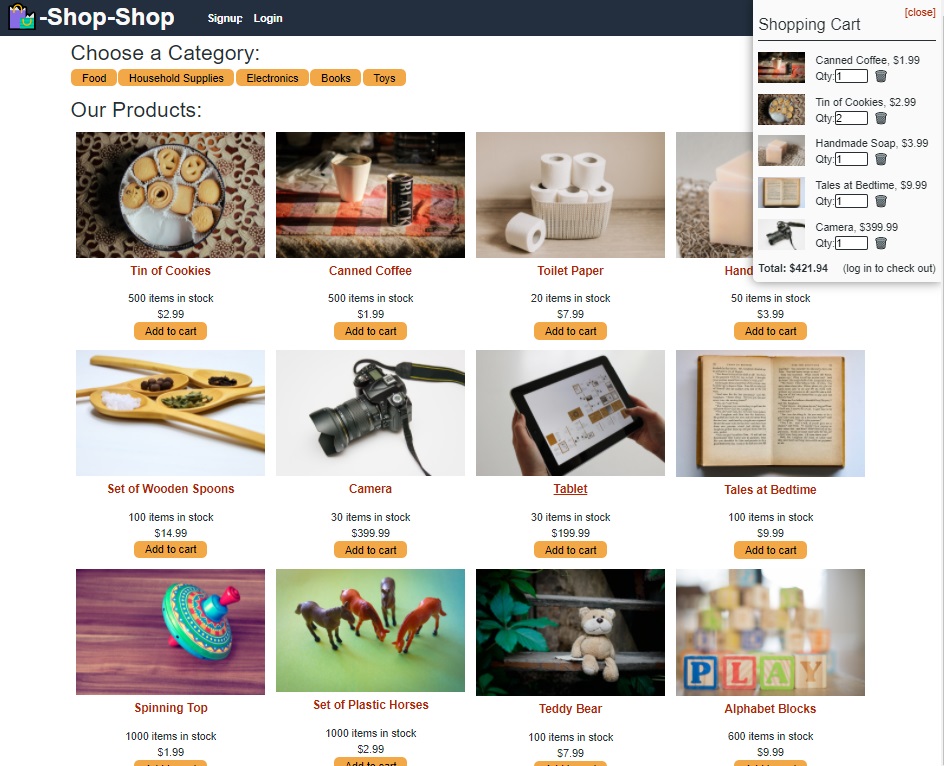 -Shop-Shop
Signup Login
[close]
Shopping Cart
Canned Coffee, $1.99
Qty: 1
Tin of Cookies, $2.99
Qty: 2
Handmade Soap, $3.99
Qty: 1
Tales at Bedtime, $9.99
Qty: 1
Camera, $399.99
Qty: 1
Total: $421.94 (log in to check out)
Choose a Category:
Food Household Supplies Electronics Books Toys
Our Products:
Tin of Cookies Canned Coffee Toilet Paper Hand
500 items in stock 500 items in stock 20 items in stock 50 items in stock
$2.99 $1.99 $7.99 $3.99
Add to cart Add to cart Add to cart Add to cart
Set of Wooden Spoons Camera Tablet Tales at Bedtime
100 items in stock 30 items in stock 30 items in stock 100 items in stock
$14.99 $399.99 $199.99 $9.99
Add to cart Add to cart Add to cart Add to cart
PLAY
Spinning Top Set of Plastic Horses Teddy Bear Alphabet Blocks
1000 items in stock 1000 items in stock 100 items in stock 600 items in stock
$1.99 $2.99 $7.99 $9.99
Add to cart Add to cart Add to cart Add to cart